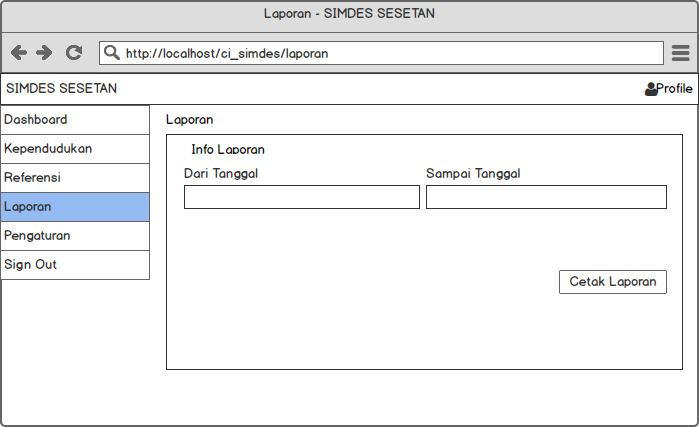 Laporan - SIMDES SESETAN
http://localhost/ci_simdes/laporan
SIMDES SESETAN
Profile
Dashboard
Kependudukan
Referensi
Laporan
Pengaturan
Sign Out
Laporan
Info Laporan
Dari Tanggal
Sampai Tanggal
Cetak Laporan